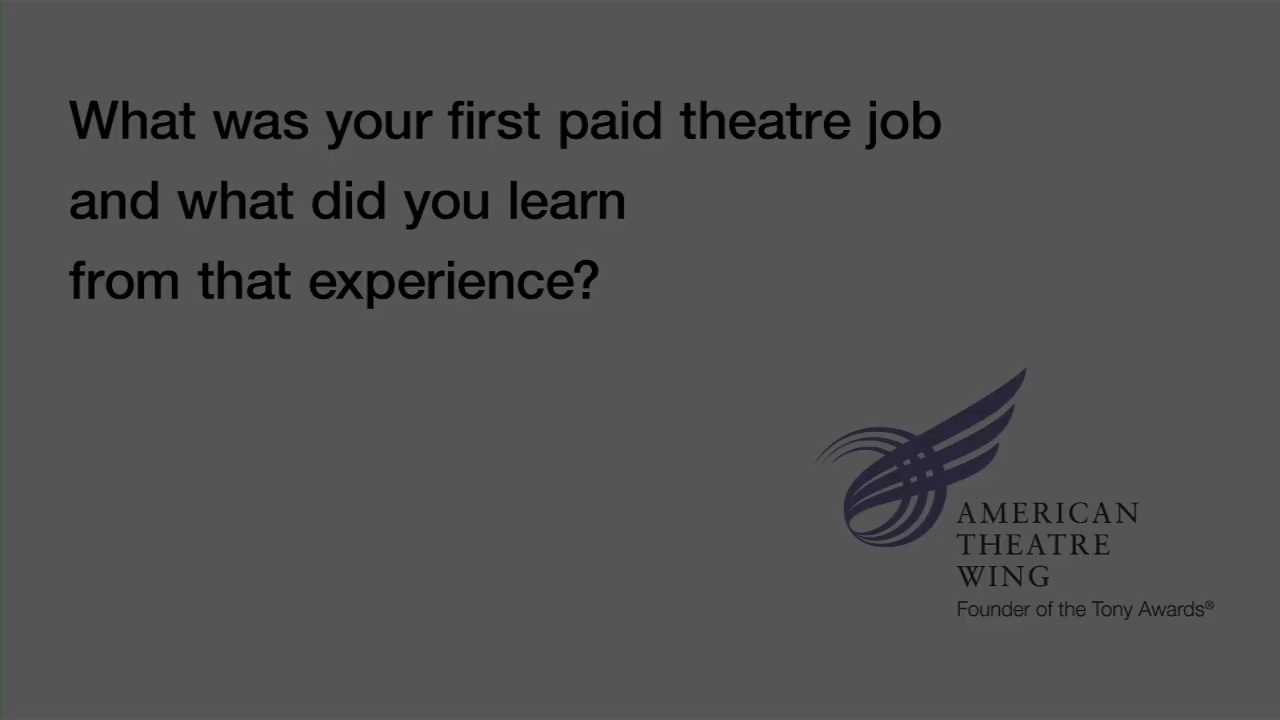 What was your first paid theatre job
and what did you learn
from that experience?
AMERICAN
THEATRE
WING
Founder of the Tony Awards®